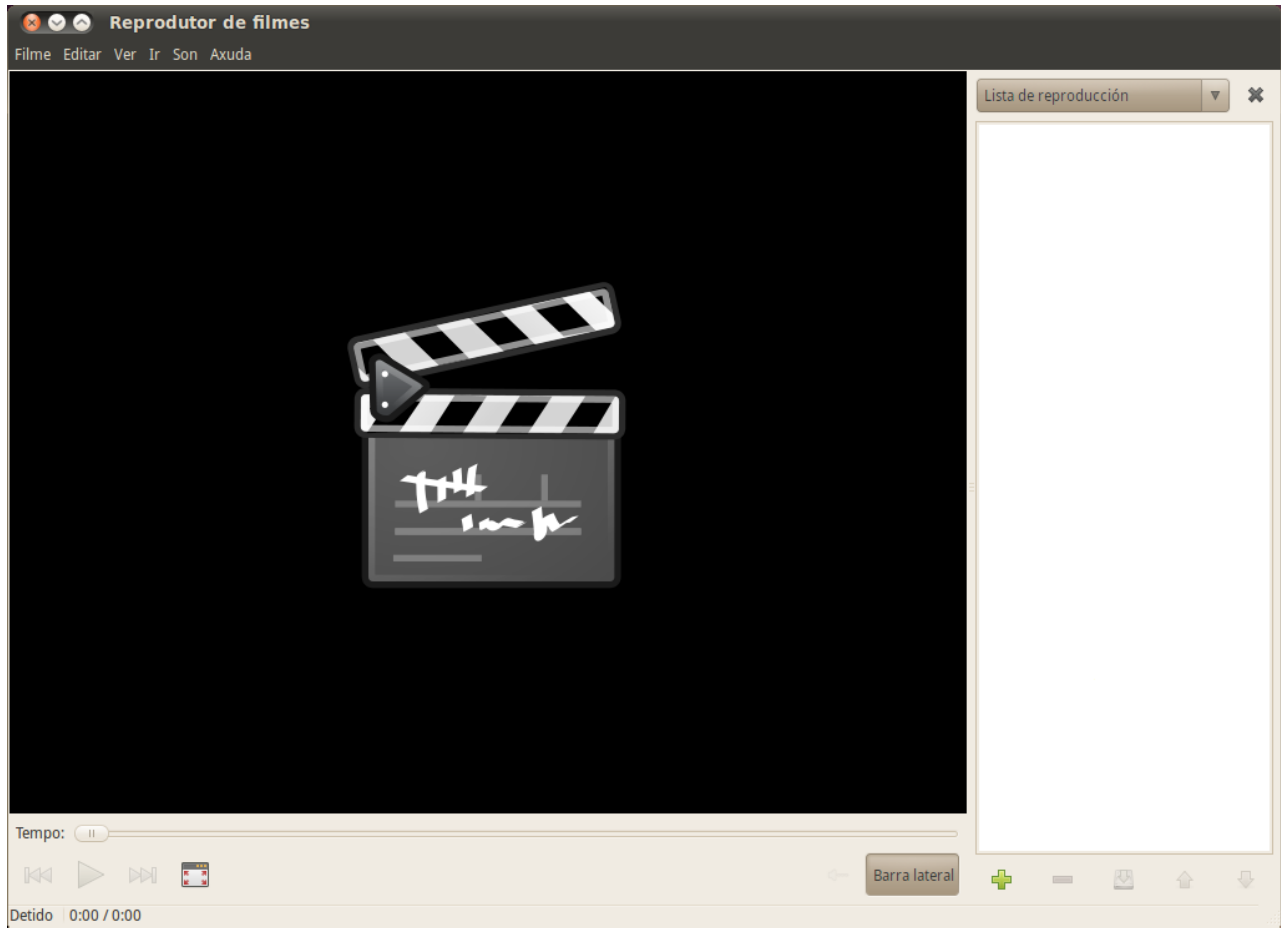 Reprodutor de filmes
Filme Editar Ver Ir Son Axuda
Lista de reprodución
Tempo:
Barra lateral
Detido 0:00 / 0:00